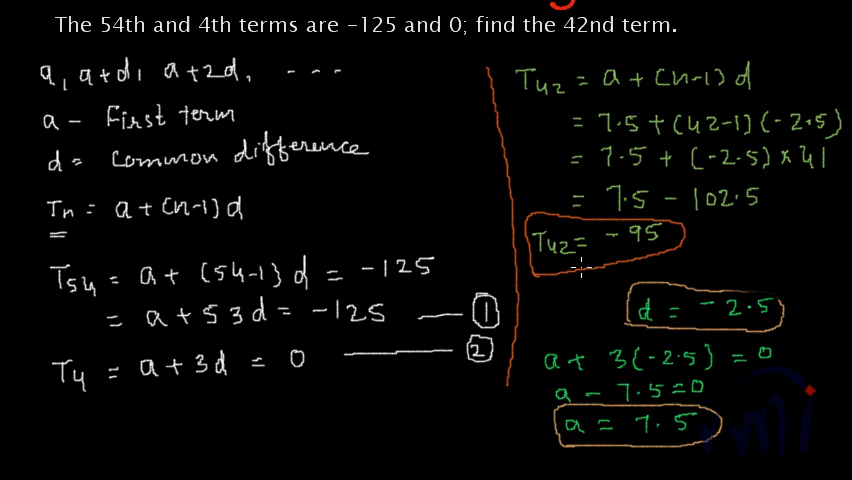 The 54th and 4th terms are -125 and 0; find the 42nd term.
a, a+d, a+2d, - - -
a - First term
d = Common difference
Tn = a + (n-1) d
=
T54 = a + (54-1) d = -125
= a + 53d = -125 —— 1
T4 = a + 3d = 0 —— 2
T42 = a + (n-1) d
= 7.5 + (42-1) (-2.5)
= 7.5 + (-2.5) × 41
= 7.5 - 102.5
T42 = -95
d = -2.5
a + 3(-2.5) = 0
a - 7.5 = 0
a = 7.5